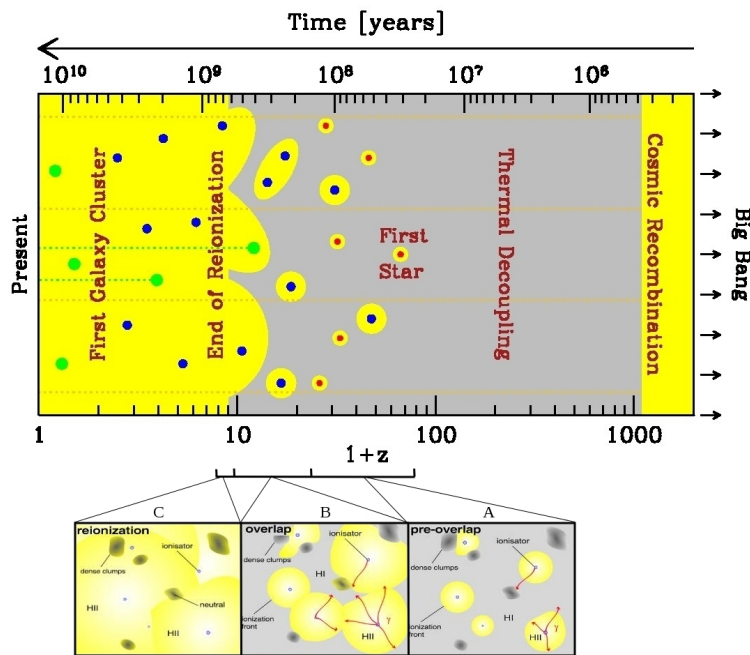 Time [years]
10¹⁰ 10⁹ 10⁸ 10⁷ 10⁶
Present
First Galaxy Cluster
End of Reionization
First
Star
Thermal Decoupling
Cosmic Recombination
Big Bang
1 10 100 1000
1+z
C B A
reionization
dense clumps
ionisator
HII
neutral
HII
overlap
ionisator
dense clumps
HI
ionization
front
HII
γ
pre-overlap
ionisator
dense clumps
HI
ionization
front
γ
HII